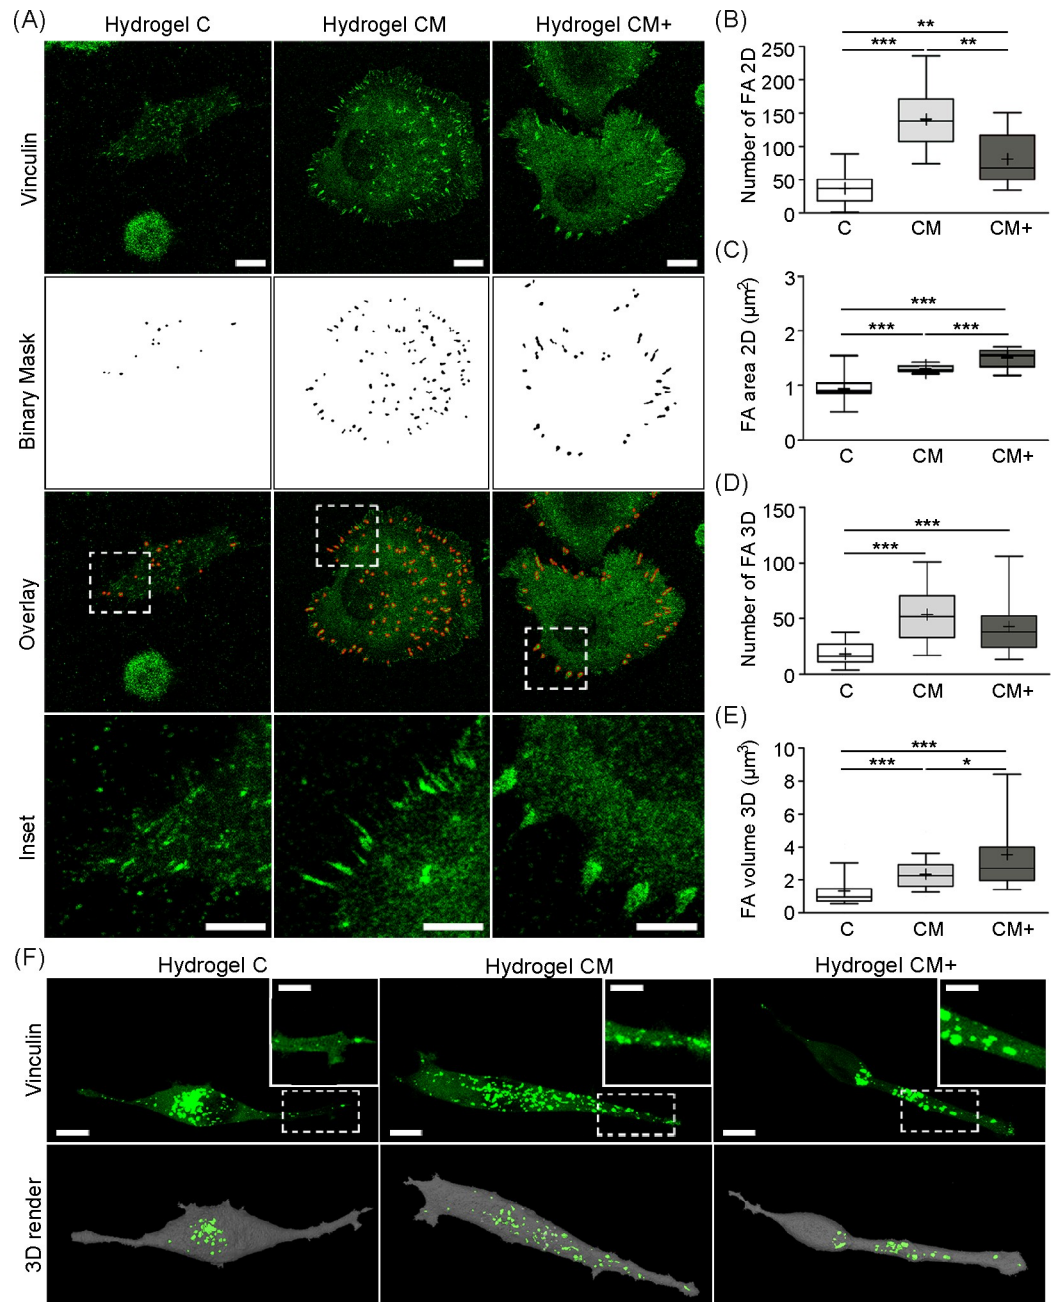 (A)
Hydrogel C
Hydrogel CM
Hydrogel CM+
Vinculin
Binary Mask
Overlay
Inset
(B)
**
*** **
Number of FA 2D
250
200
150
100
50
0
C CM CM+
(C)
***
*** ***
FA area 2D (μm²)
3
2
1
0
C CM CM+
(D)
***
***
Number of FA 3D
150
100
50
0
C CM CM+
(E)
***
*** *
FA volume 3D (μm³)
10
8
6
4
2
0
C CM CM+
(F)
Hydrogel C
Hydrogel CM
Hydrogel CM+
Vinculin
3D render